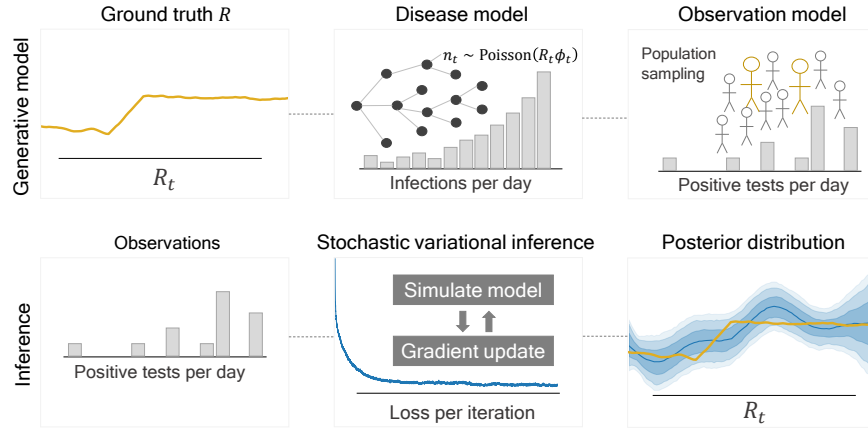 Ground truth R
Disease model
Observation model
Generative model
n_t ~ Poisson(R_tϕ_t)
Population
sampling
R_t
Infections per day
Positive tests per day
Observations
Stochastic variational inference
Posterior distribution
Inference
Simulate model
Gradient update
Positive tests per day
Loss per iteration
R_t